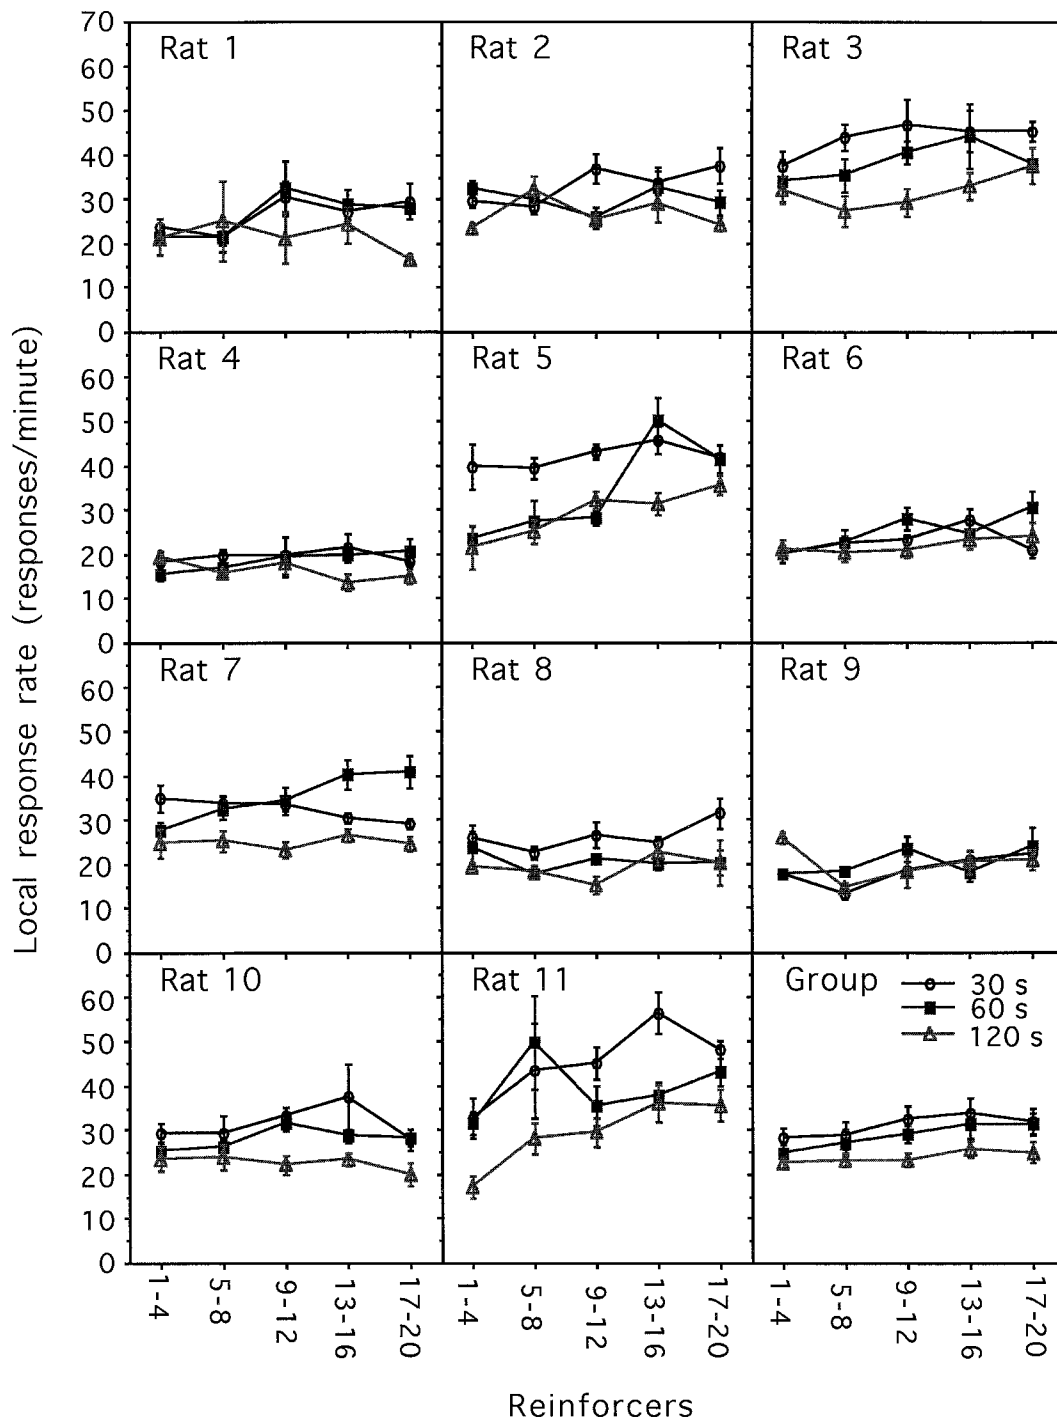 70
60
50
40
30
20
10
0
Rat 1
Rat 2
Rat 3
60
50
40
30
20
10
0
Rat 4
Rat 5
Rat 6
60
50
40
30
20
10
0
Rat 7
Rat 8
Rat 9
60
50
40
30
20
10
0
Rat 10
Rat 11
Group
30 s
60 s
120 s
Local response rate (responses/minute)
1-4
5-8
9-12
13-16
17-20
1-4
5-8
9-12
13-16
17-20
1-4
5-8
9-12
13-16
17-20
Reinforcers